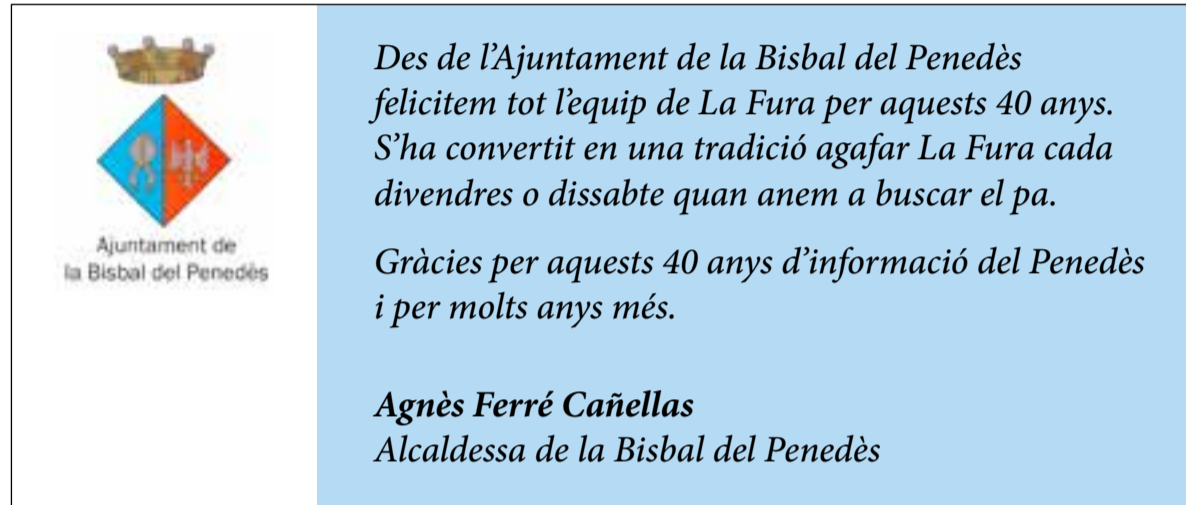 Ajuntament de
la Bisbal del Penedès
Des de l’Ajuntament de la Bisbal del Penedès
felicitem tot l’equip de La Fura per aquests 40 anys.
S’ha convertit en una tradició agafar La Fura cada
divendres o dissabte quan anem a buscar el pa.
Gràcies per aquests 40 anys d’informació del Penedès
i per molts anys més.
Agnès Ferré Cañellas
Alcaldessa de la Bisbal del Penedès